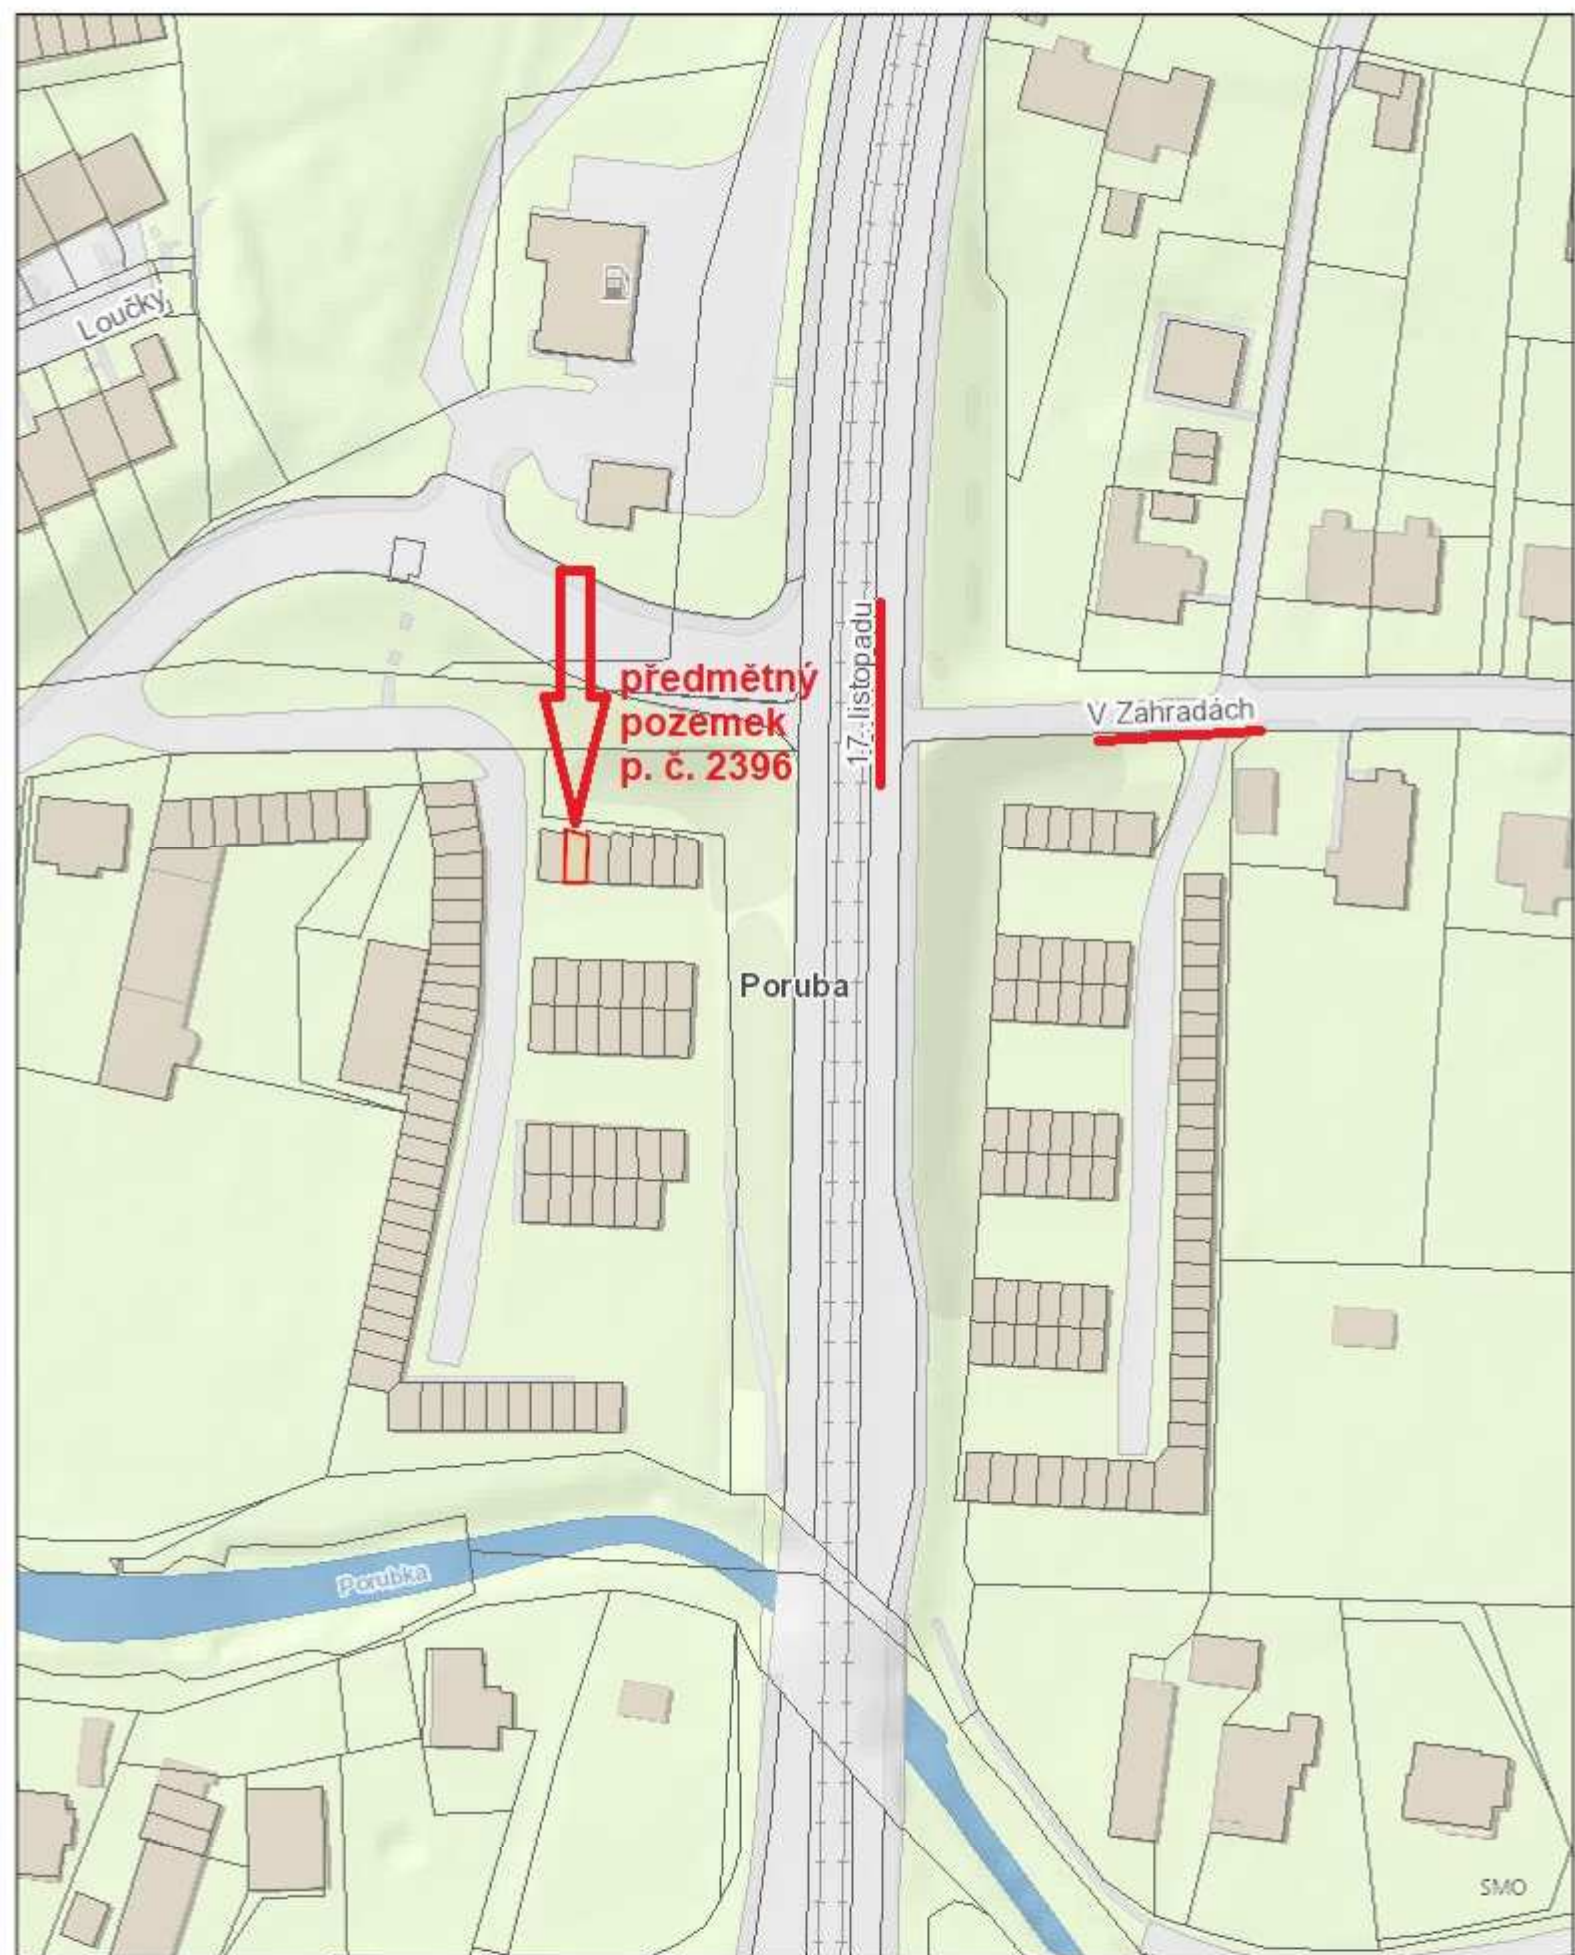 Loučky
předmětný
pozemek
p. č. 2396
17. listopadu
V Zahradách
Poruba
Porubka
SMO